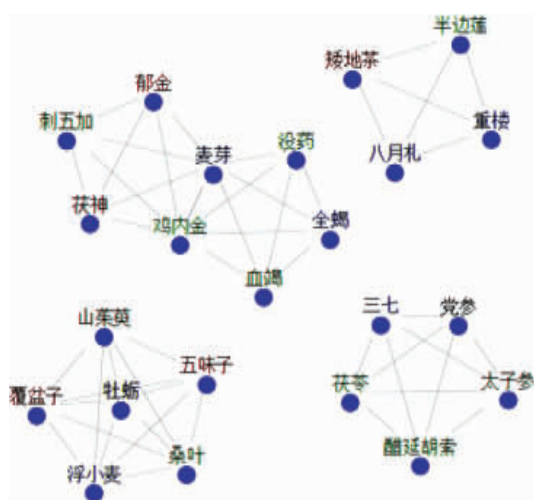 半边莲
矮地茶
郁金
刺五加
重楼
没药
麦芽
八月札
茯神
鸡内金
全蝎
血竭
山茱萸
三七
党参
五味子
太子参
覆盆子
牡蛎
茯苓
醋延胡索
桑叶
浮小麦